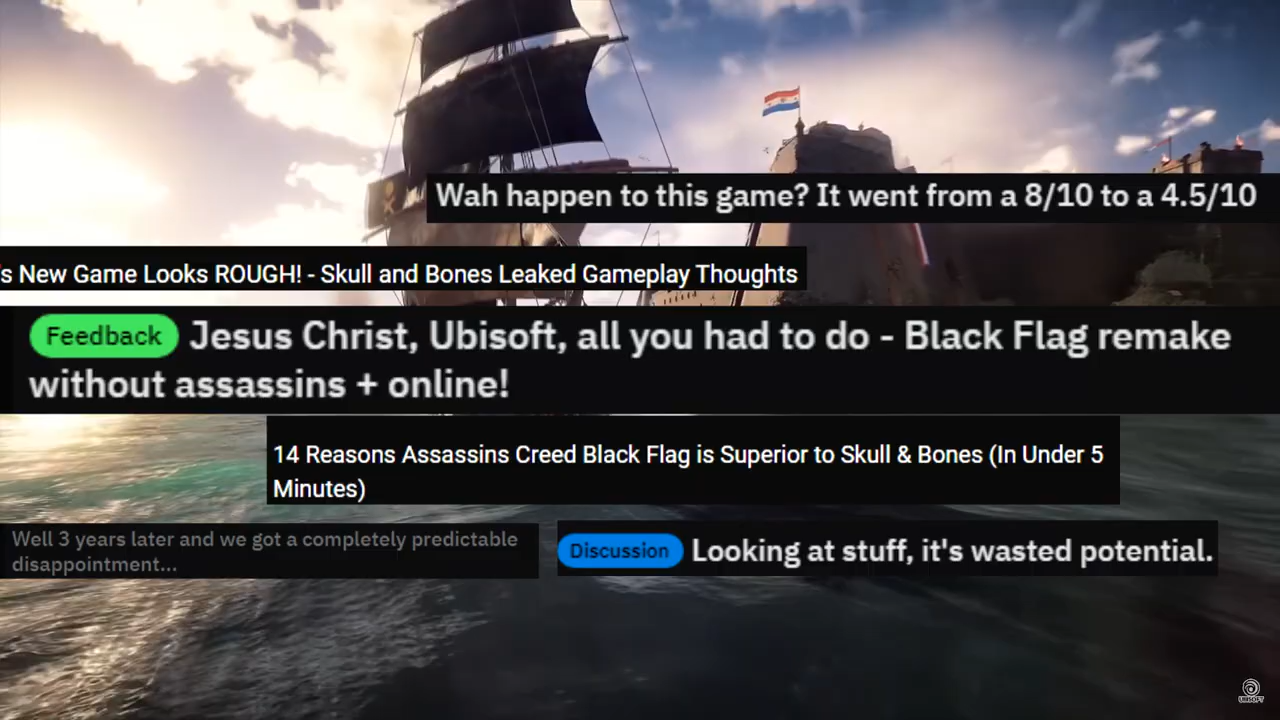 Wah happen to this game? It went from a 8/10 to a 4.5/10
's New Game Looks ROUGH! - Skull and Bones Leaked Gameplay Thoughts
Feedback Jesus Christ, Ubisoft, all you had to do - Black Flag remake
without assassins + online!
14 Reasons Assassins Creed Black Flag is Superior to Skull & Bones (In Under 5
Minutes)
Well 3 years later and we got a completely predictable
disappointment...
Discussion Looking at stuff, it's wasted potential.
UBISOFT